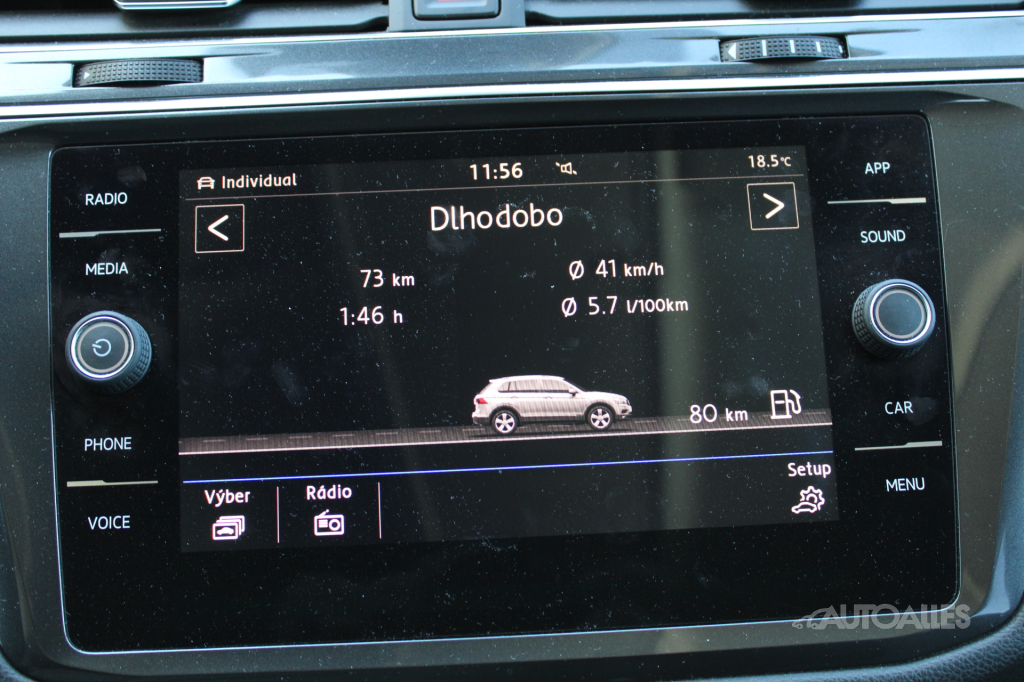 RADIO
MEDIA
PHONE
VOICE
Individual 11:56 18.5°C
<
Dlhodobo
>
73 km Ø 41 km/h
1:46 h Ø 5.7 l/100km
80 km
Výber Rádio Setup
APP
SOUND
CAR
MENU
AUTOALLES